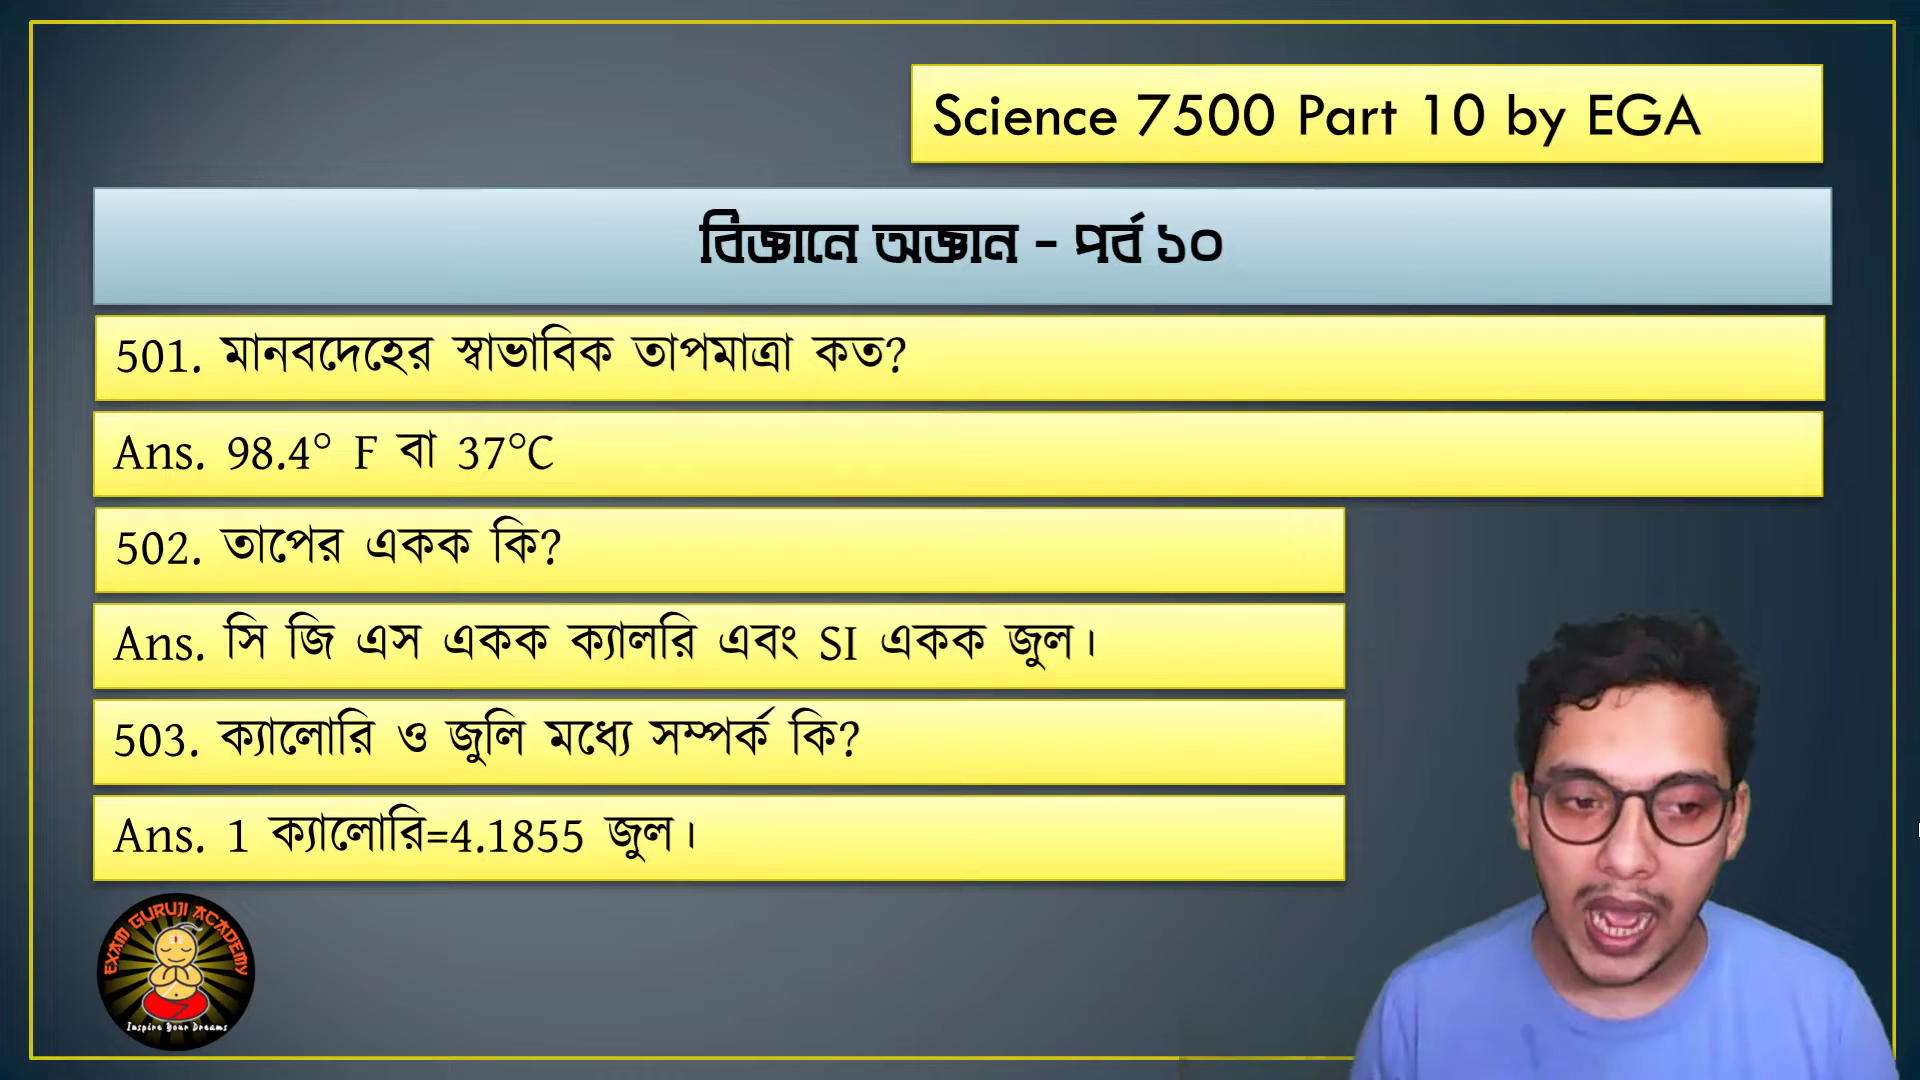 Science 7500 Part 10 by EGA
বিজ্ঞানে অজ্ঞান - পর্ব ১০
501. মানবদেহের স্বাভাবিক তাপমাত্রা কত?
Ans. 98.4° F বা 37°C
502. তাপের একক কি?
Ans. সি জি এস একক ক্যালরি এবং SI একক জুল।
503. ক্যালোরি ও জুলি মধ্যে সম্পর্ক কি?
Ans. 1 ক্যালোরি=4.1855 জুল।
EXAM GURUJI ACADEMY
Inspire Your Dreams